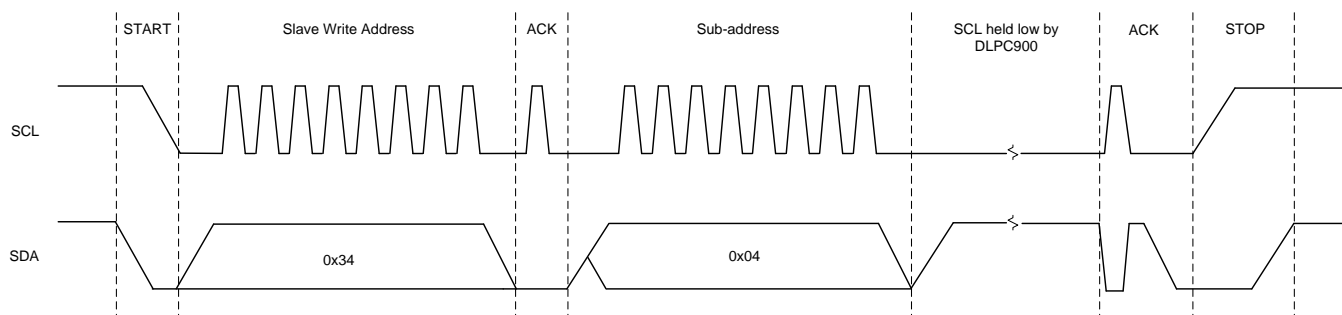 START
Slave Write Address
ACK
Sub-address
SCL held low by
DLPC900
ACK
STOP
SCL
SDA
0x34
0x04